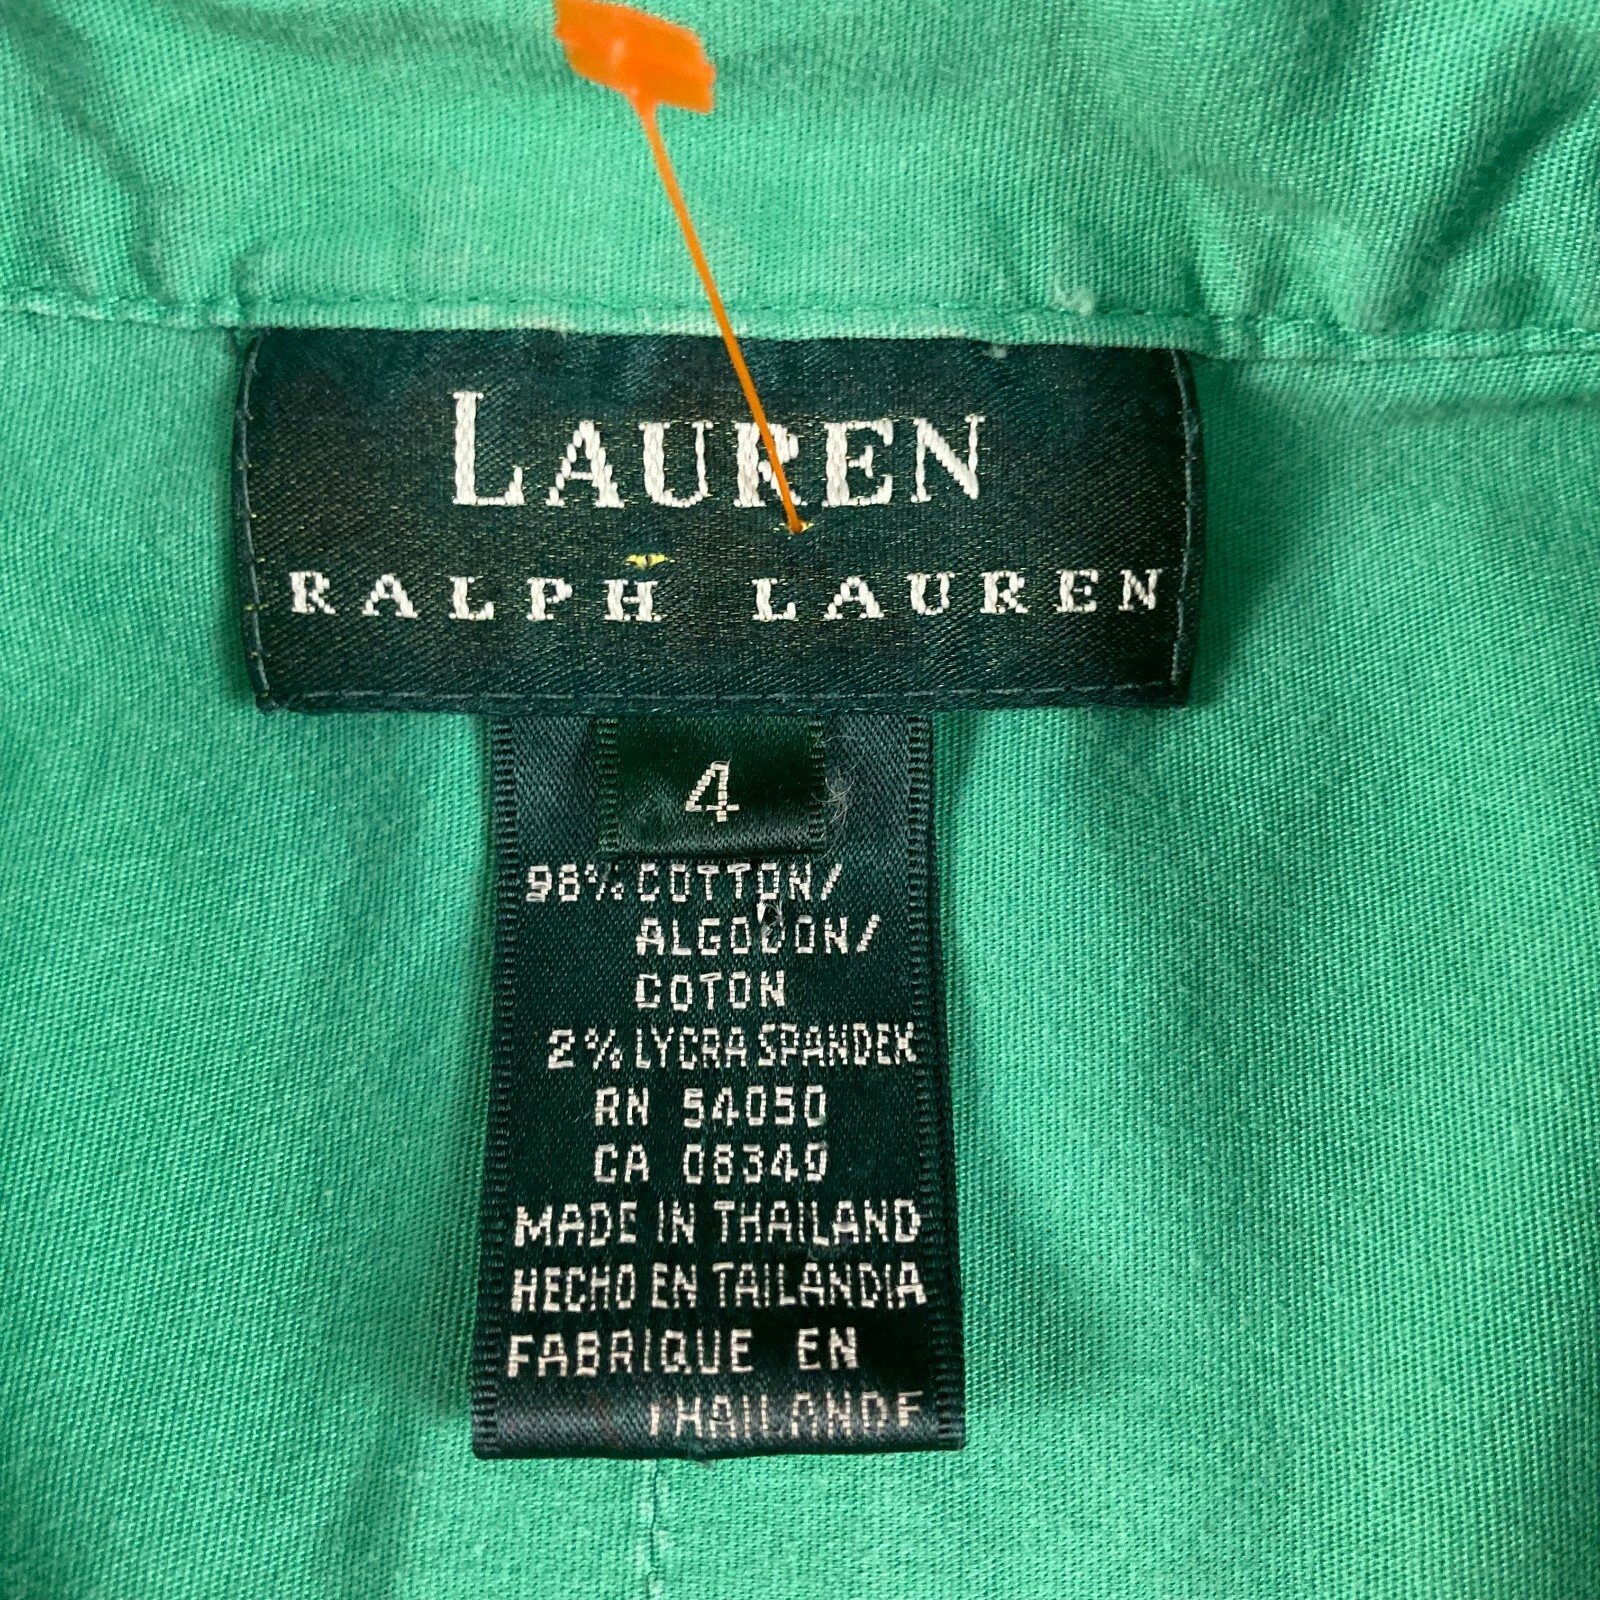 LAUREN
RALPH LAUREN
4
98% COTTON/
ALGODON/
COTON
2% LYCRA SPANDEX
RN 54050
CA 08349
MADE IN THAILAND
HECHO EN TAILANDIA
FABRIQUE EN
THAILANDE